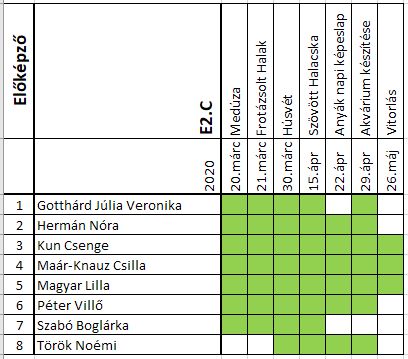 Előképző
E2.C
2020
20.márc Medúza
21.márc Frotázsolt Halak
30.márc Húsvét
15.ápr Szövött Halacska
22.ápr Anyák napi képeslap
29.ápr Akvárium készítése
26.máj Vitorlás
1 Gotthárd Júlia Veronika
2 Hermán Nóra
3 Kun Csenge
4 Maár-Knauz Csilla
5 Magyar Lilla
6 Péter Villő
7 Szabó Boglárka
8 Török Noémi